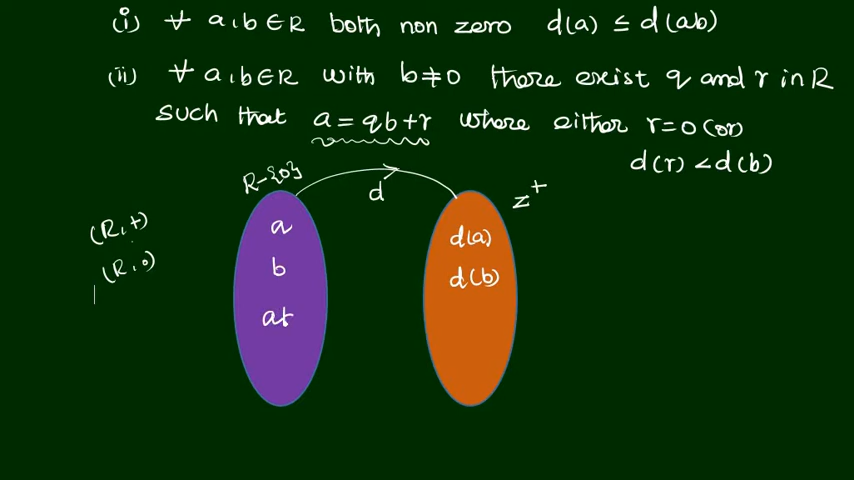 (i) ∀ a,b∈R both non zero d(a) ≤ d(ab)
(ii) ∀ a,b∈R with b≠0 there exist q and r in R
such that a = qb+r where either r=0 (or)
d(r) < d(b)
R-{0}
d
z⁺
(R,+)
a
d(a)
(R,·)
b
d(b)